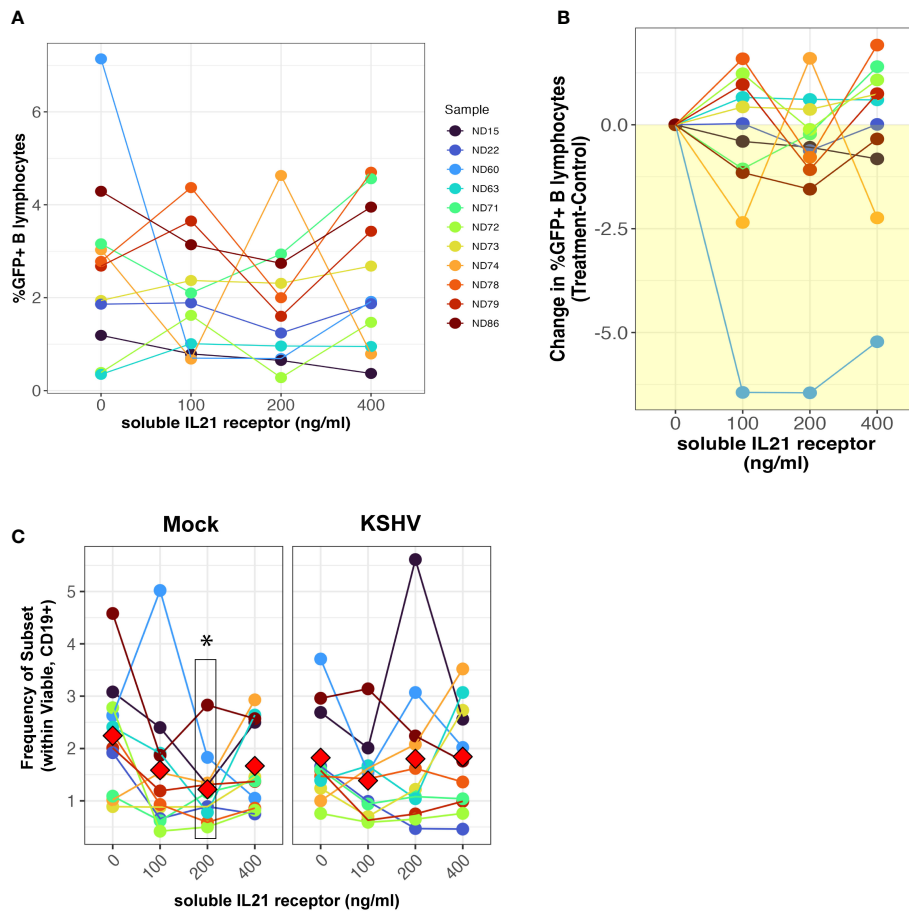 A
%GFP+ B lymphocytes
6
4
2
0
0 100 200 400
soluble IL21 receptor (ng/ml)
Sample
ND15
ND22
ND60
ND63
ND71
ND72
ND73
ND74
ND78
ND79
ND86
B
Change in %GFP+ B lymphocytes
(Treatment-Control)
0.0
-2.5
-5.0
0 100 200 400
soluble IL21 receptor
(ng/ml)
C
Mock KSHV
Frequency of Subset
(within Viable, CD19+)
5
4
3
2
1
*
0 100 200 400 0 100 200 400
soluble IL21 receptor (ng/ml)